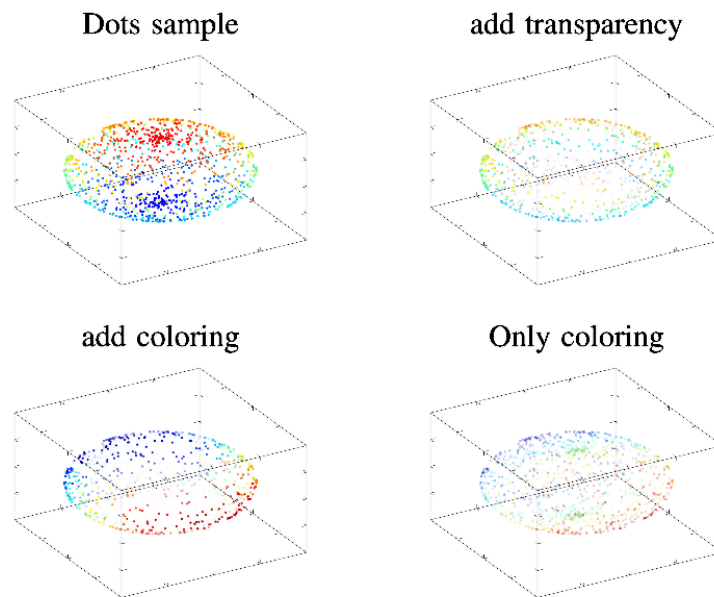 Dots sample
add transparency
add coloring
Only coloring